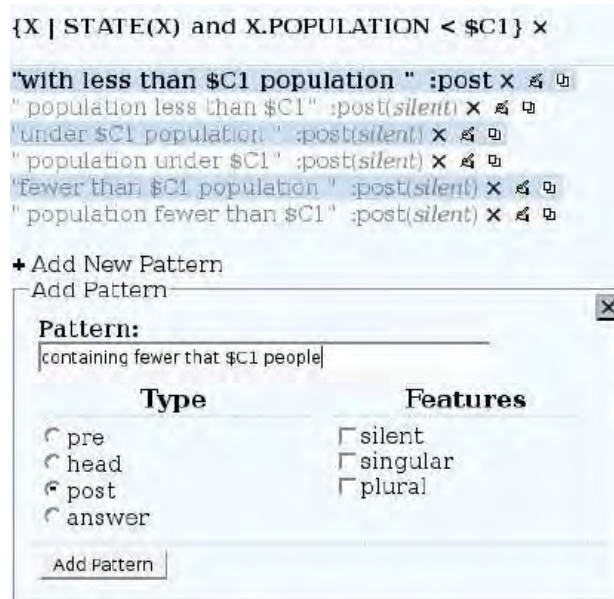 {X | STATE(X) and X.POPULATION < $C1} ×
"with less than $C1 population " :post ×
" population less than $C1" :post(silent) ×
"under $C1 population " :post(silent) ×
" population under $C1" :post(silent) ×
"fewer than $C1 population " :post(silent) ×
" population fewer than $C1" :post(silent) ×
+ Add New Pattern
Add Pattern
×
Pattern:
containing fewer that $C1 people
Type Features
pre silent
head singular
post plural
answer
Add Pattern